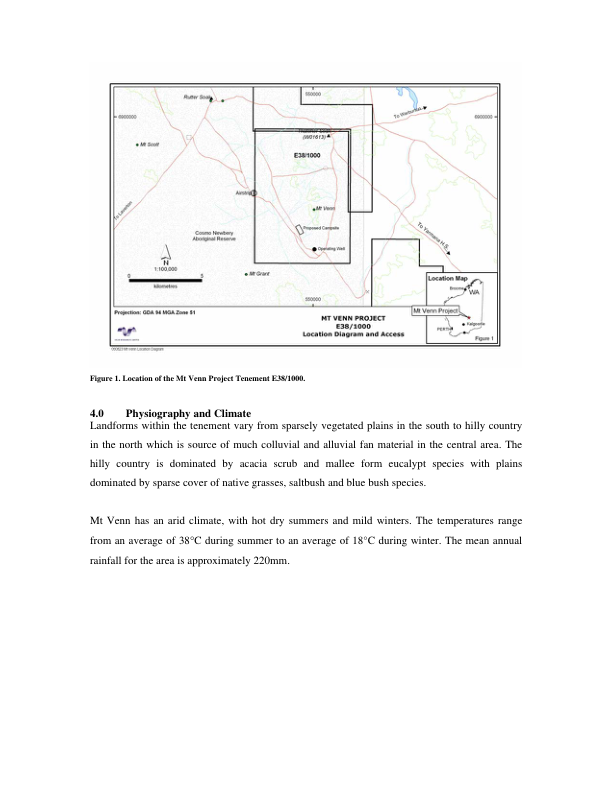 Rutter Soak
550000
To Warburton
6900000
6900000
Mt Scott
E38/1000
Airstrip
Mt Venn
To Laverton
Proposed Campsite
Cosmo Newbery
Aboriginal Reserve
Operating Well
To Yamarna H.S.
N
1:100,000
0 5
kilometres
Mt Grant
Location Map
WA
Mt Venn Project
Kalgoorlie
PERTH
550000
Projection: GDA 94 MGA Zone 51
MT VENN PROJECT
E38/1000
Location Diagram and Access
Figure 1
Figure 1. Location of the Mt Venn Project Tenement E38/1000.
4.0 Physiography and Climate
Landforms within the tenement vary from sparsely vegetated plains in the south to hilly country
in the north which is source of much colluvial and alluvial fan material in the central area. The
hilly country is dominated by acacia scrub and mallee form eucalypt species with plains
dominated by sparse cover of native grasses, saltbush and blue bush species.
Mt Venn has an arid climate, with hot dry summers and mild winters. The temperatures range
from an average of 38°C during summer to an average of 18°C during winter. The mean annual
rainfall for the area is approximately 220mm.